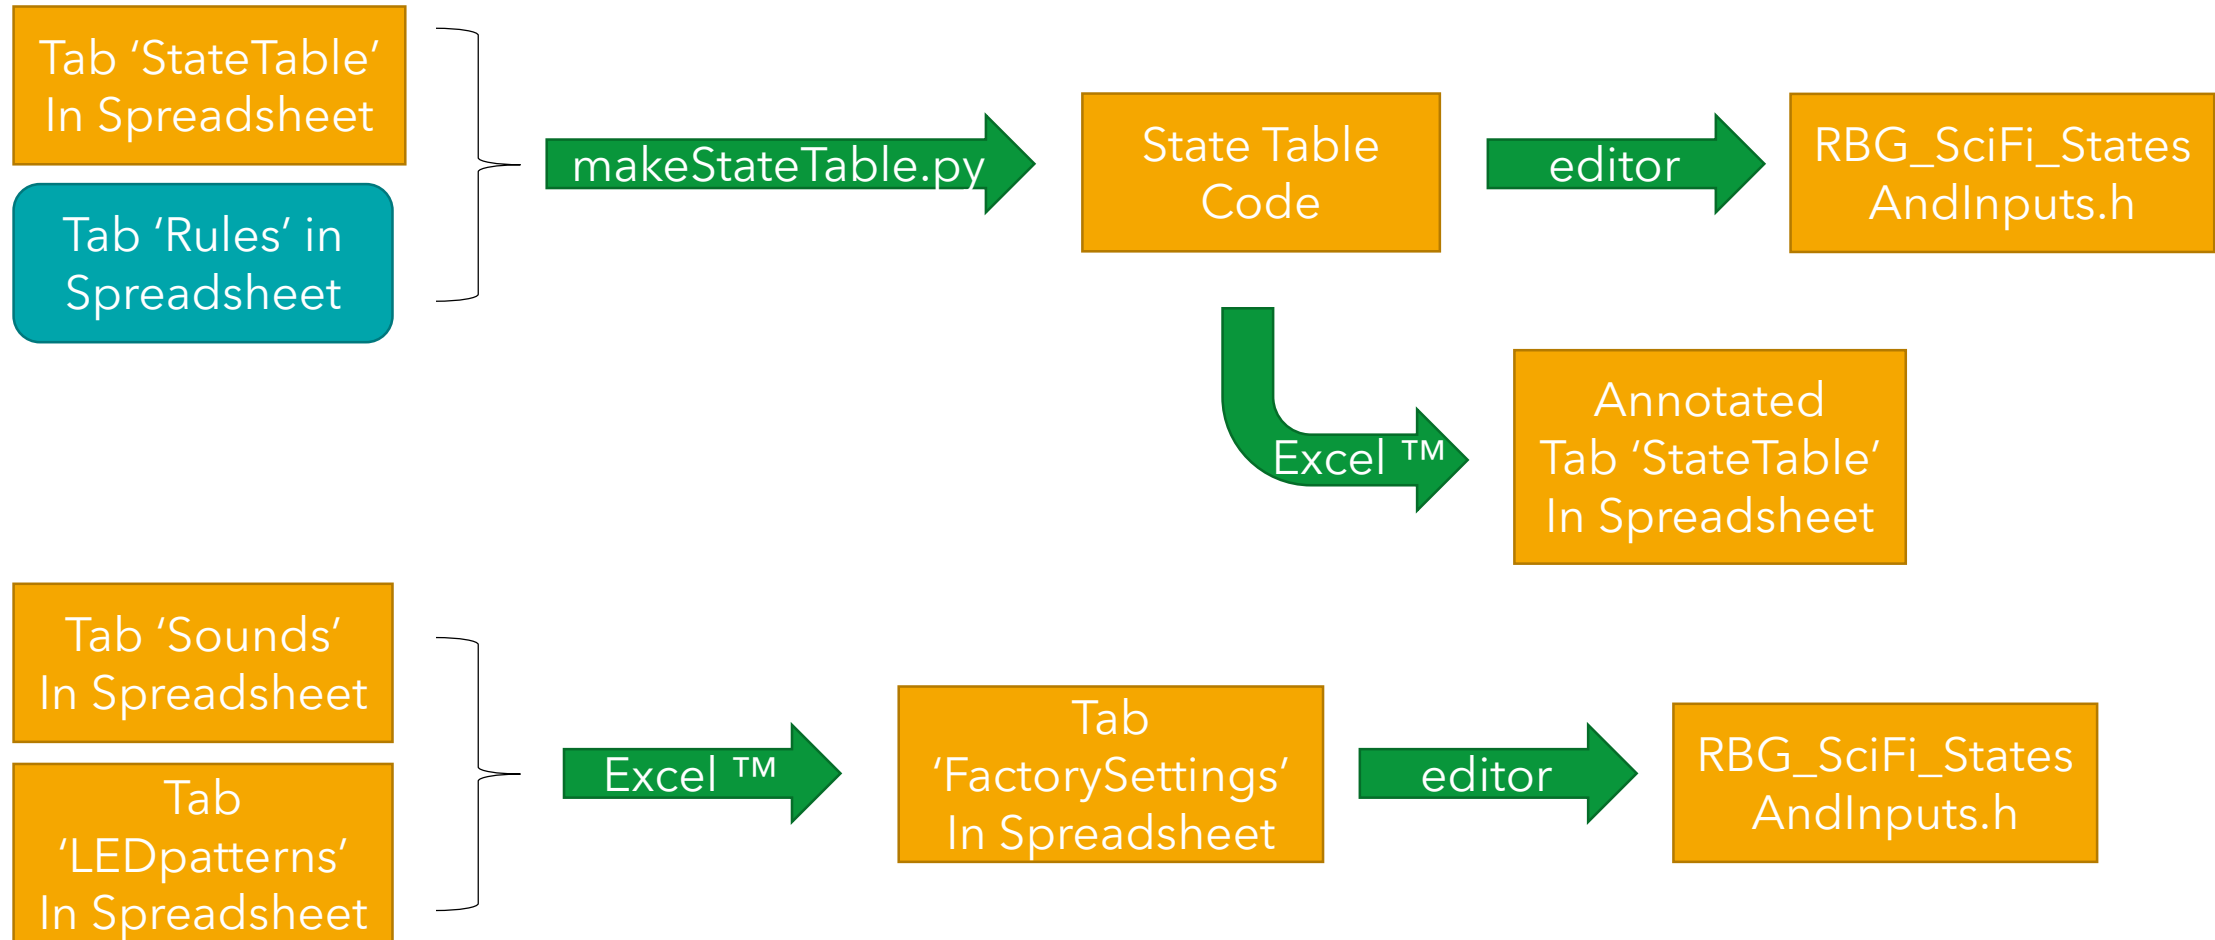 Tab ‘StateTable’
In Spreadsheet
Tab ‘Rules’ in
Spreadsheet
makeStateTable.py
State Table
Code
editor
RBG_SciFi_States
AndInputs.h
Excel ™
Annotated
Tab ‘StateTable’
In Spreadsheet
Tab ‘Sounds’
In Spreadsheet
Tab
‘LEDpatterns’
In Spreadsheet
Excel ™
Tab
‘FactorySettings’
In Spreadsheet
editor
RBG_SciFi_States
AndInputs.h